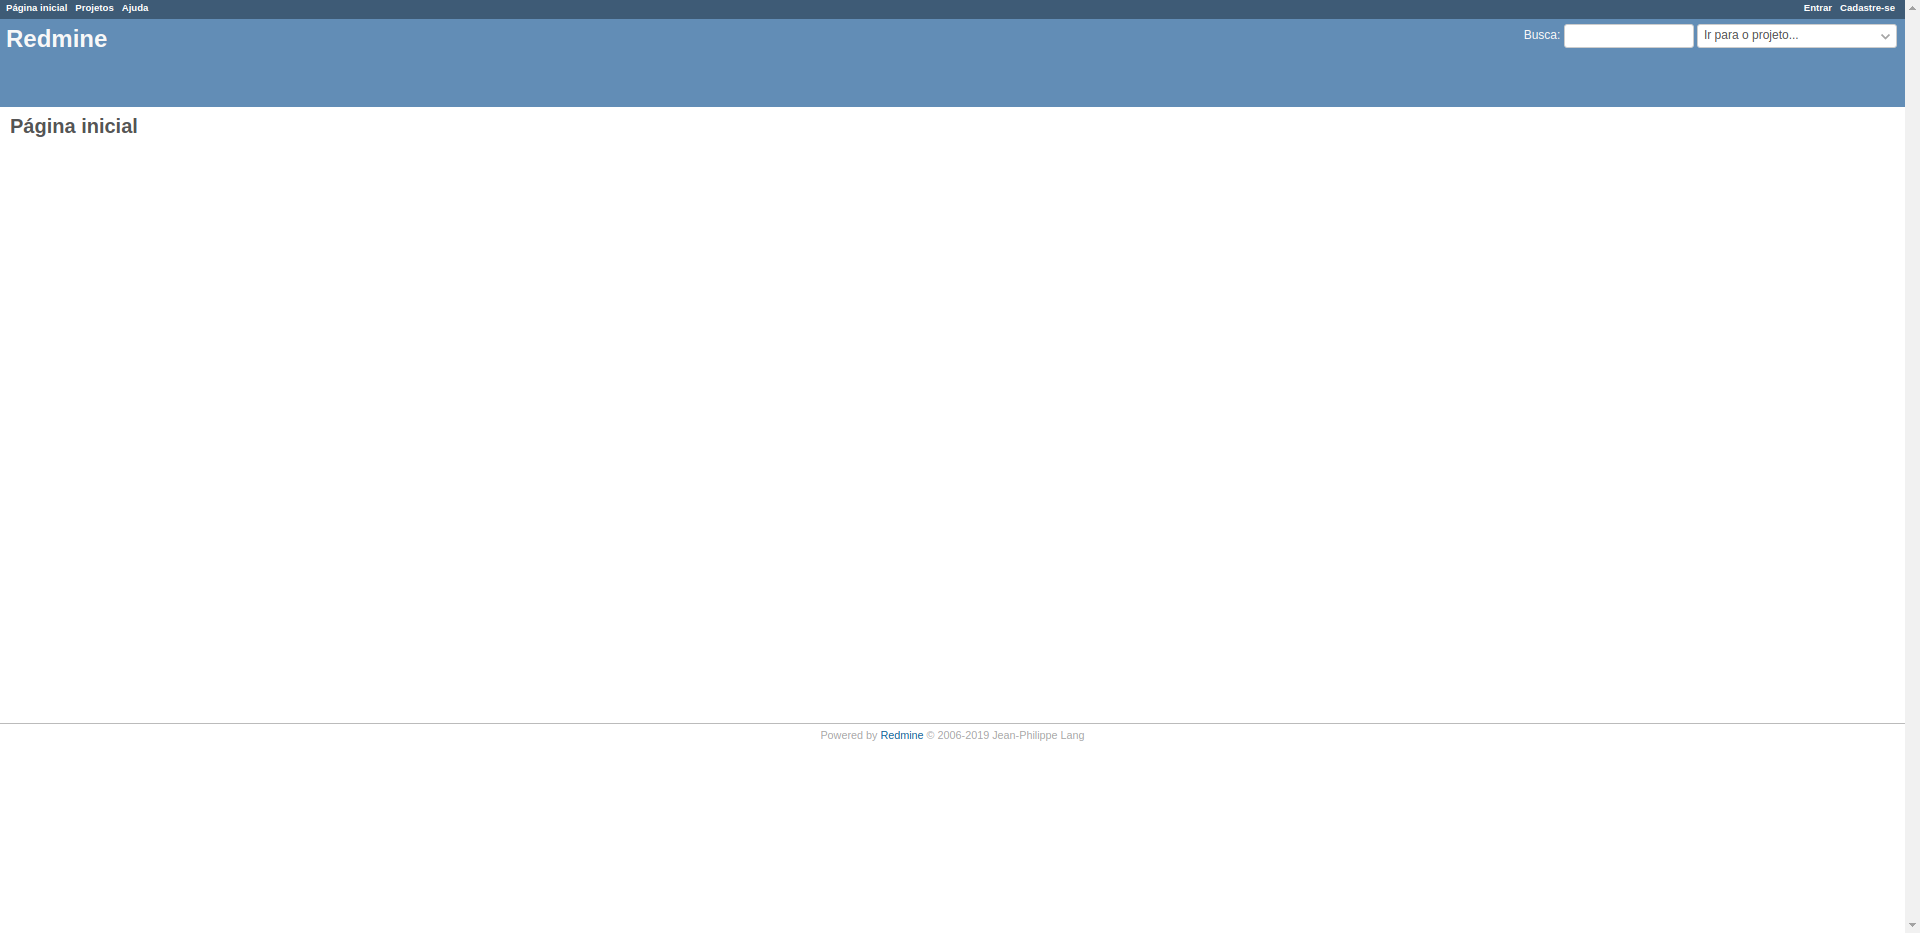 Página inicial Projetos Ajuda Entrar Cadastre-se
Redmine Busca: Ir para o projeto...
Página inicial
Powered by Redmine © 2006-2019 Jean-Philippe Lang